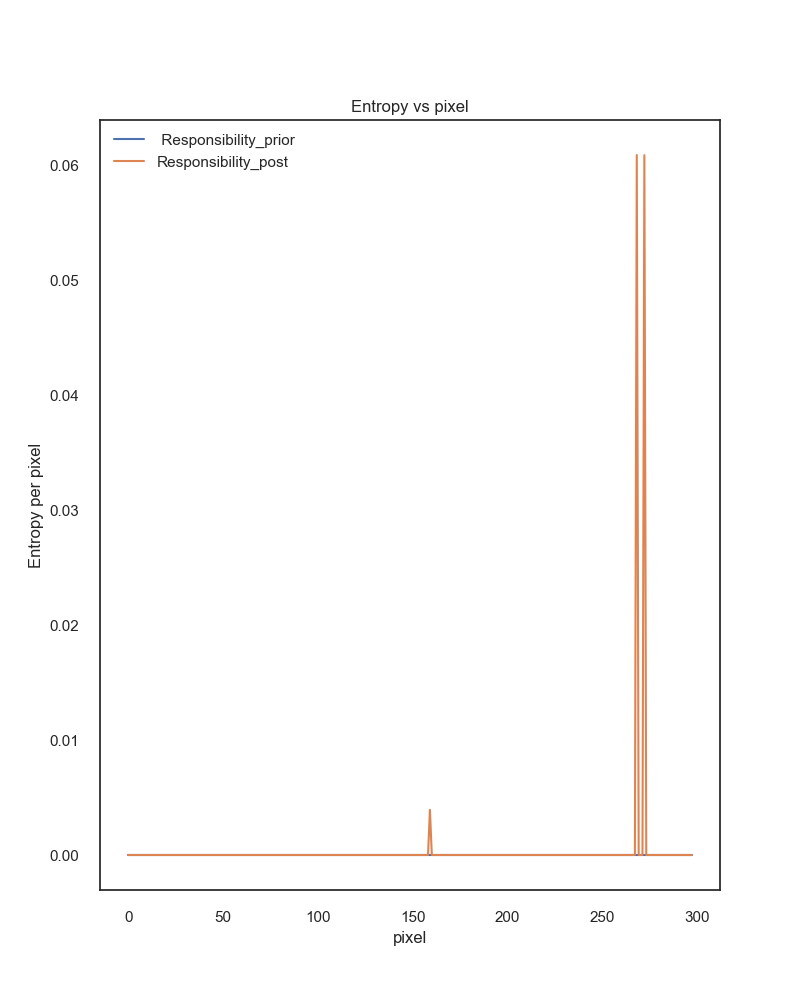 Entropy vs pixel
Responsibility_prior
Responsibility_post
0.06
0.05
0.04
0.03
0.02
0.01
0.00
Entropy per pixel
0 50 100 150 200 250 300
pixel